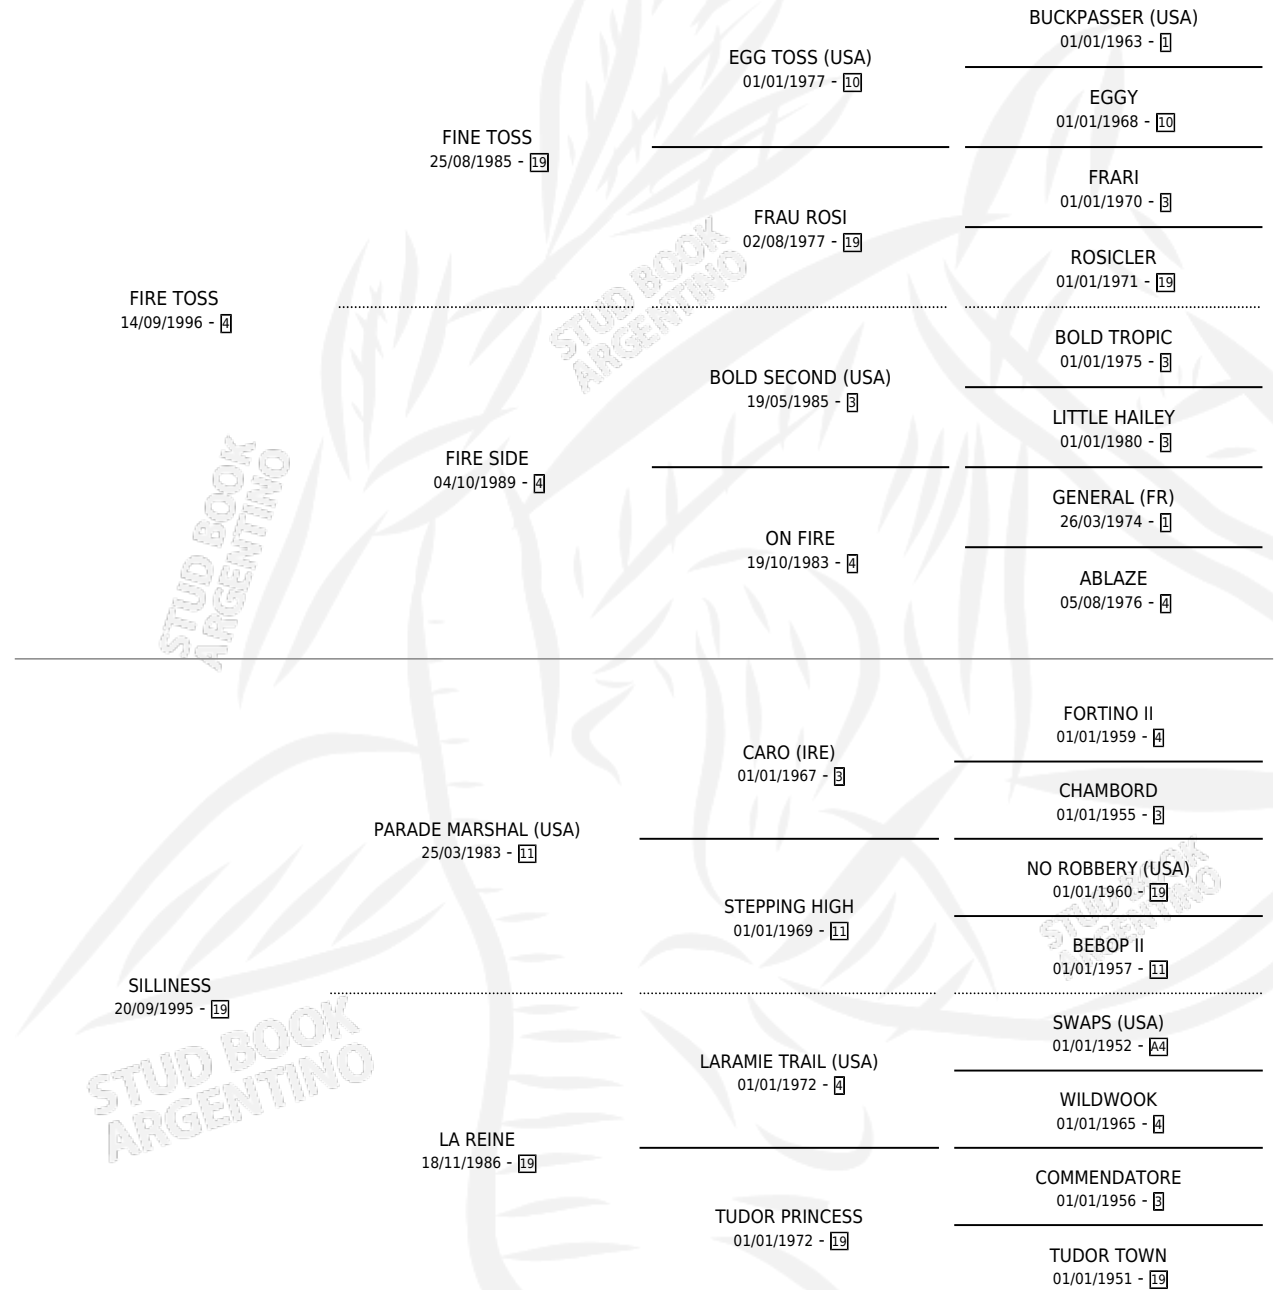 BUCKPASSER (USA)
01/01/1963 - 1
EGG TOSS (USA)
01/01/1977 - 10
EGGY
01/01/1968 - 10
FINE TOSS
25/08/1985 - 19
FRARI
01/01/1970 - 3
FRAU ROSI
02/08/1977 - 19
ROSICLER
01/01/1971 - 19
FIRE TOSS
14/09/1996 - 4
BOLD TROPIC
01/01/1975 - 3
BOLD SECOND (USA)
19/05/1985 - 3
LITTLE HAILEY
01/01/1980 - 3
FIRE SIDE
04/10/1989 - 4
GENERAL (FR)
26/03/1974 - 1
ON FIRE
19/10/1983 - 4
ABLAZE
05/08/1976 - 4
STUD BOOK
ARGENTINO
STUD BOOK
ARGENTINO
FORTINO II
01/01/1959 - 4
CARO (IRE)
01/01/1967 - 3
CHAMBORD
01/01/1955 - 3
PARADE MARSHAL (USA)
25/03/1983 - 11
NO ROBBERY (USA)
01/01/1960 - 19
STEPPING HIGH
01/01/1969 - 11
BEBOP II
01/01/1957 - 11
STUD BOOK
ARGENTINO
SILLINESS
20/09/1995 - 19
SWAPS (USA)
01/01/1952 - A4
LARAMIE TRAIL (USA)
01/01/1972 - 4
WILDWOOK
01/01/1965 - 4
STUD BOOK
ARGENTINO
LA REINE
18/11/1986 - 19
COMMENDATORE
01/01/1956 - 3
TUDOR PRINCESS
01/01/1972 - 19
TUDOR TOWN
01/01/1951 - 19